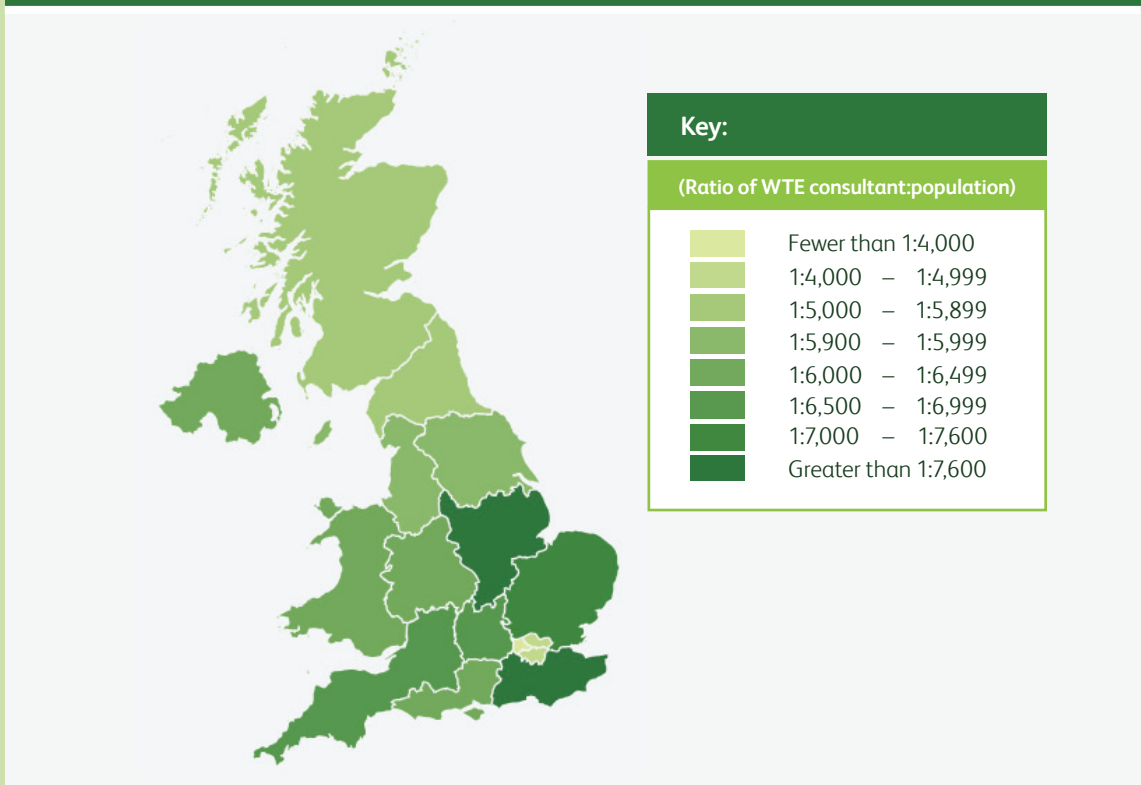 Key:
(Ratio of WTE consultant:population)
Fewer than 1:4,000
1:4,000 – 1:4,999
1:5,000 – 1:5,899
1:5,900 – 1:5,999
1:6,000 – 1:6,499
1:6,500 – 1:6,999
1:7,000 – 1:7,600
Greater than 1:7,600